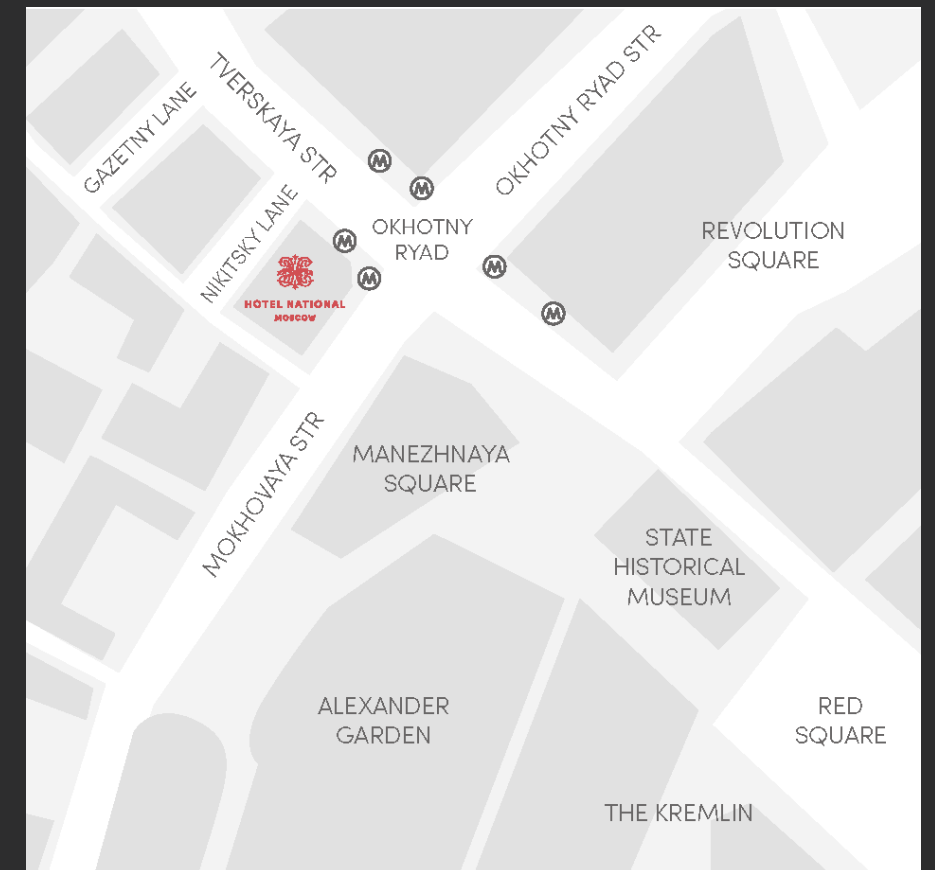 TVERSKAYA STR
GAZETNY LANE
OKHOTNY RYAD STR
NIKITSKY LANE
OKHOTNY
RYAD
REVOLUTION
SQUARE
HOTEL NATIONAL
MOSCOW
MOKHOVAYA STR
MANEZHNAYA
SQUARE
STATE
HISTORICAL
MUSEUM
ALEXANDER
GARDEN
RED
SQUARE
THE KREMLIN
M
M
M
M
M
M